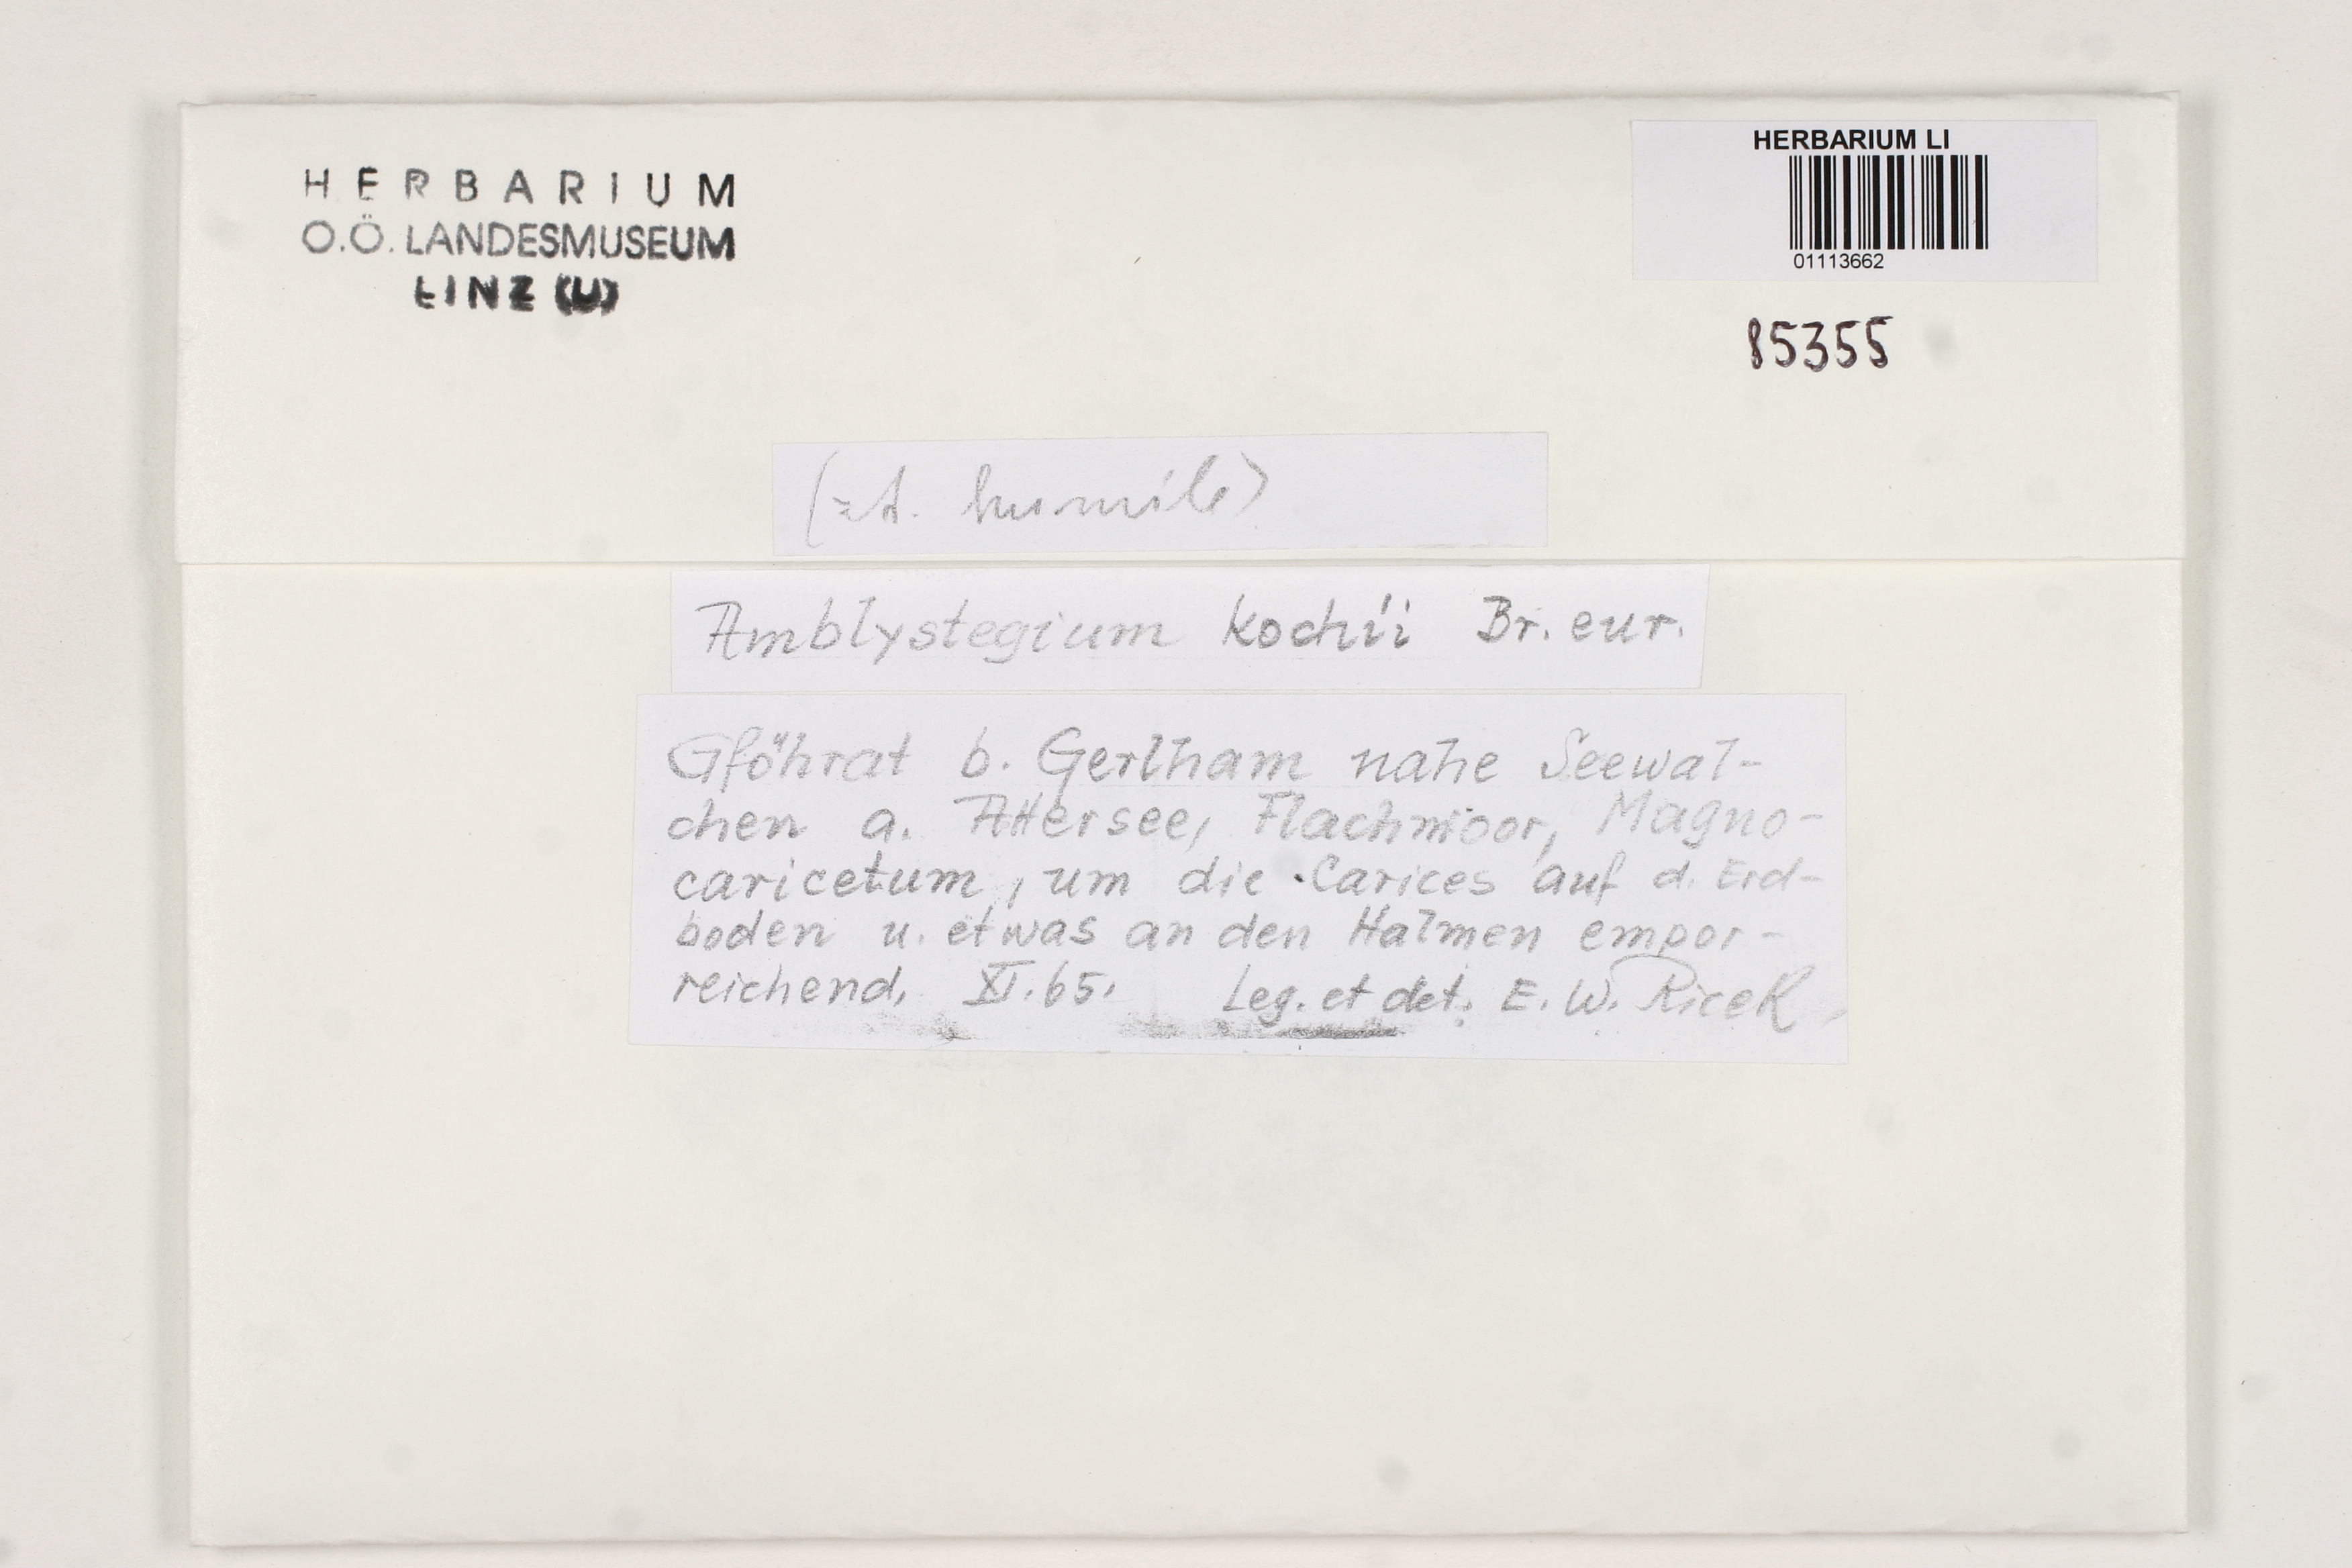 HERBARIUM
O.Ö. LANDESMUSEUM
LINZ (LI)
HERBARIUM LI
01113662
85355
(= A. humile)
Amblystegium kochii Br. eur.
Gföhrat b. Gerlham nahe Seewal-
chen a. Attersee, Flachmoor, Magno-
caricetum, um die Carices auf d. Erd-
boden u. etwas an den Halmen empor-
reichend, XI. 65. Leg. et det. E. W. Ricek